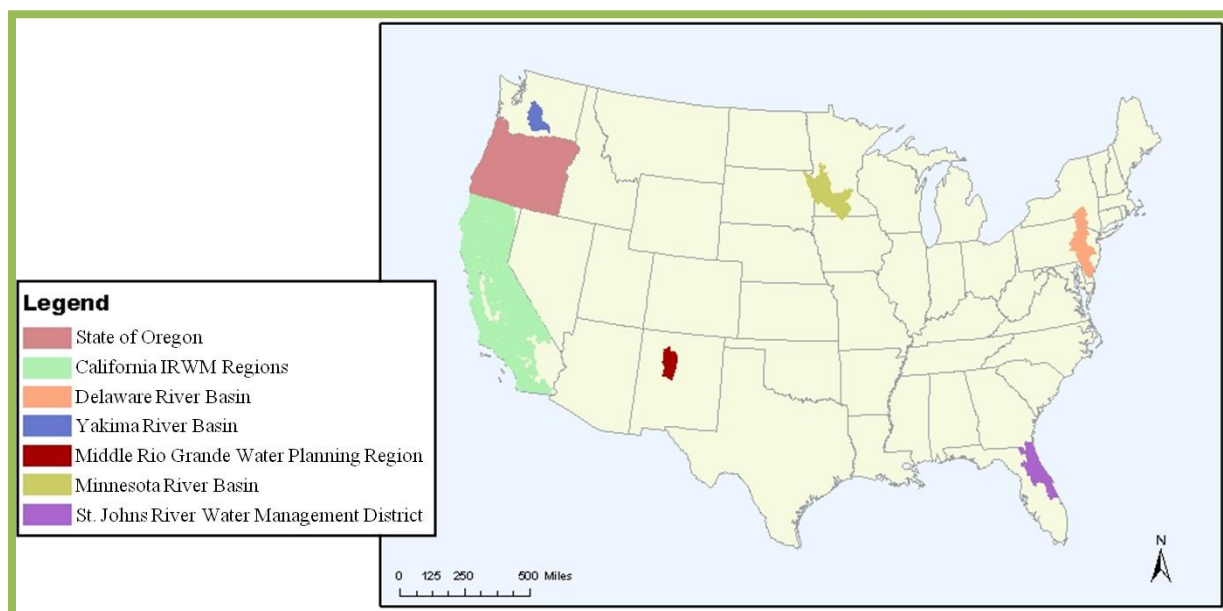 Legend
State of Oregon
California IRWM Regions
Delaware River Basin
Yakima River Basin
Middle Rio Grande Water Planning Region
Minnesota River Basin
St. Johns River Water Management District
0 125 250 500 Miles
N